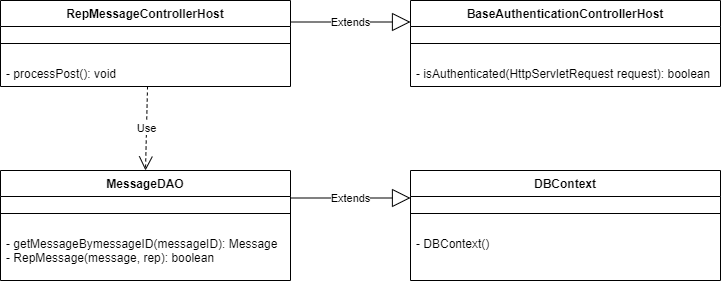 RepMessageControllerHost
- processPost(): void
Extends
BaseAuthenticationControllerHost
- isAuthenticated(HttpServletRequest request): boolean
Use
MessageDAO
- getMessageBymessageID(messageID): Message
- RepMessage(message, rep): boolean
Extends
DBContext
- DBContext()